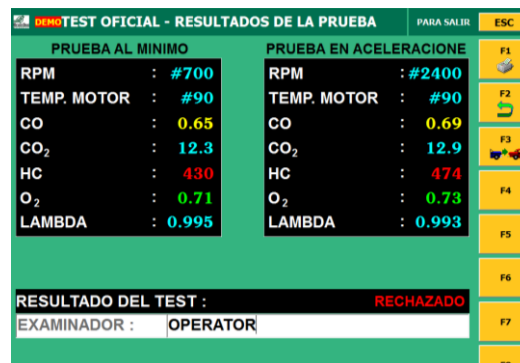 DEMO TEST OFICIAL - RESULTADOS DE LA PRUEBA PARA SALIR ESC
PRUEBA AL MINIMO
RPM : #700
TEMP. MOTOR : #90
CO : 0.65
CO₂ : 12.3
HC : 430
O₂ : 0.71
LAMBDA : 0.995
PRUEBA EN ACELERACIONE
RPM : #2400
TEMP. MOTOR : #90
CO : 0.69
CO₂ : 12.9
HC : 474
O₂ : 0.73
LAMBDA : 0.993
RESULTADO DEL TEST : RECHAZADO
EXAMINADOR : OPERATOR
F1
F2
F3
F4
F5
F6
F7